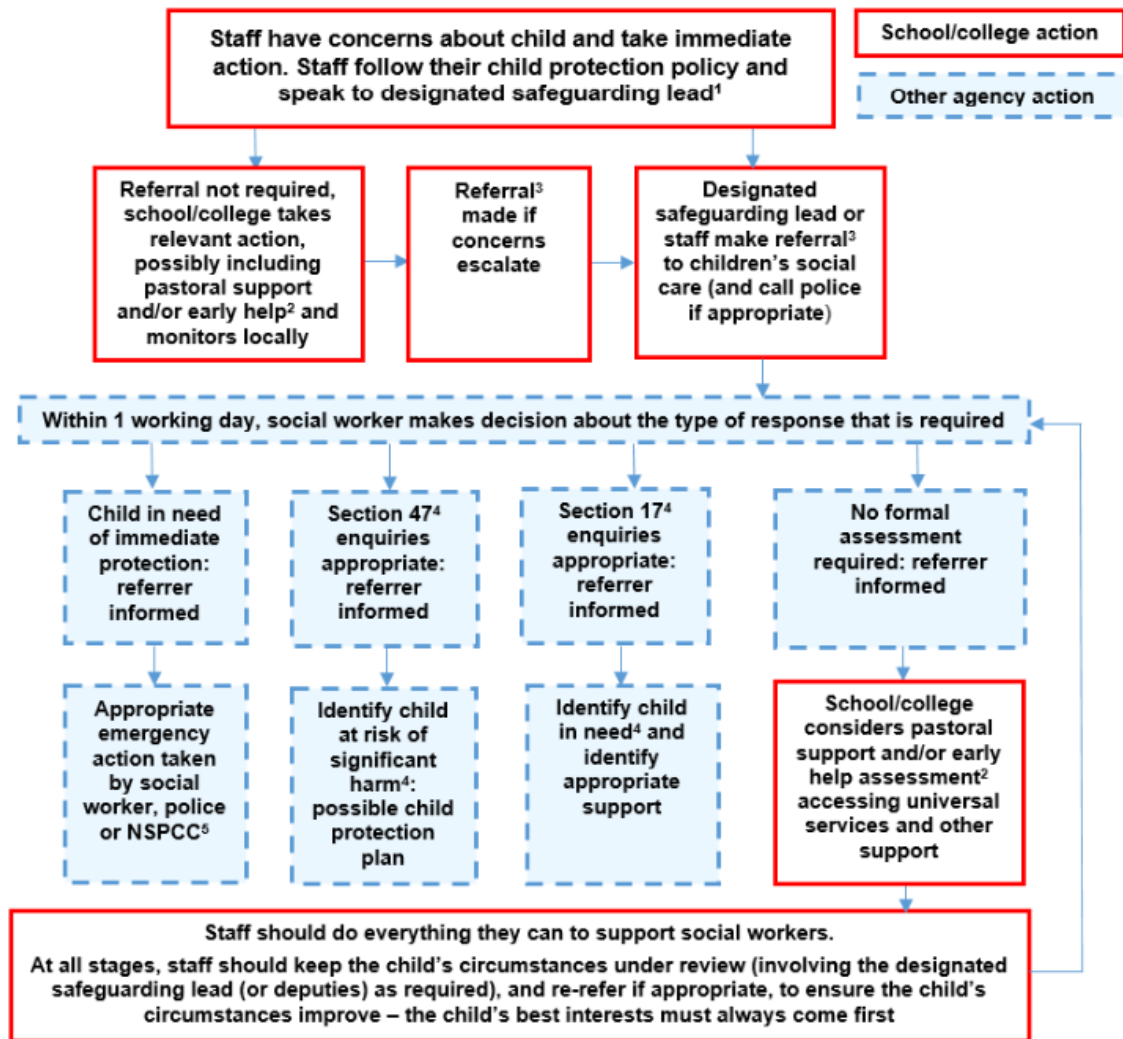 Staff have concerns about child and take immediate
action. Staff follow their child protection policy and
speak to designated safeguarding lead¹
School/college action
Other agency action
Referral not required,
school/college takes
relevant action,
possibly including
pastoral support
and/or early help² and
monitors locally
Referral³
made if
concerns
escalate
Designated
safeguarding lead or
staff make referral³
to children’s social
care (and call police
if appropriate)
Within 1 working day, social worker makes decision about the type of response that is required
Child in need
of immediate
protection:
referrer
informed
Section 47⁴
enquiries
appropriate:
referrer
informed
Section 17⁴
enquiries
appropriate:
referrer
informed
No formal
assessment
required: referrer
informed
Appropriate
emergency
action taken
by social
worker, police
or NSPCC⁵
Identify child
at risk of
significant
harm⁴:
possible child
protection
plan
Identify child
in need⁴ and
identify
appropriate
support
School/college
considers pastoral
support and/or early
help assessment²
accessing universal
services and other
support
Staff should do everything they can to support social workers.
At all stages, staff should keep the child’s circumstances under review (involving the designated
safeguarding lead (or deputies) as required), and re-refer if appropriate, to ensure the child’s
circumstances improve – the child’s best interests must always come first